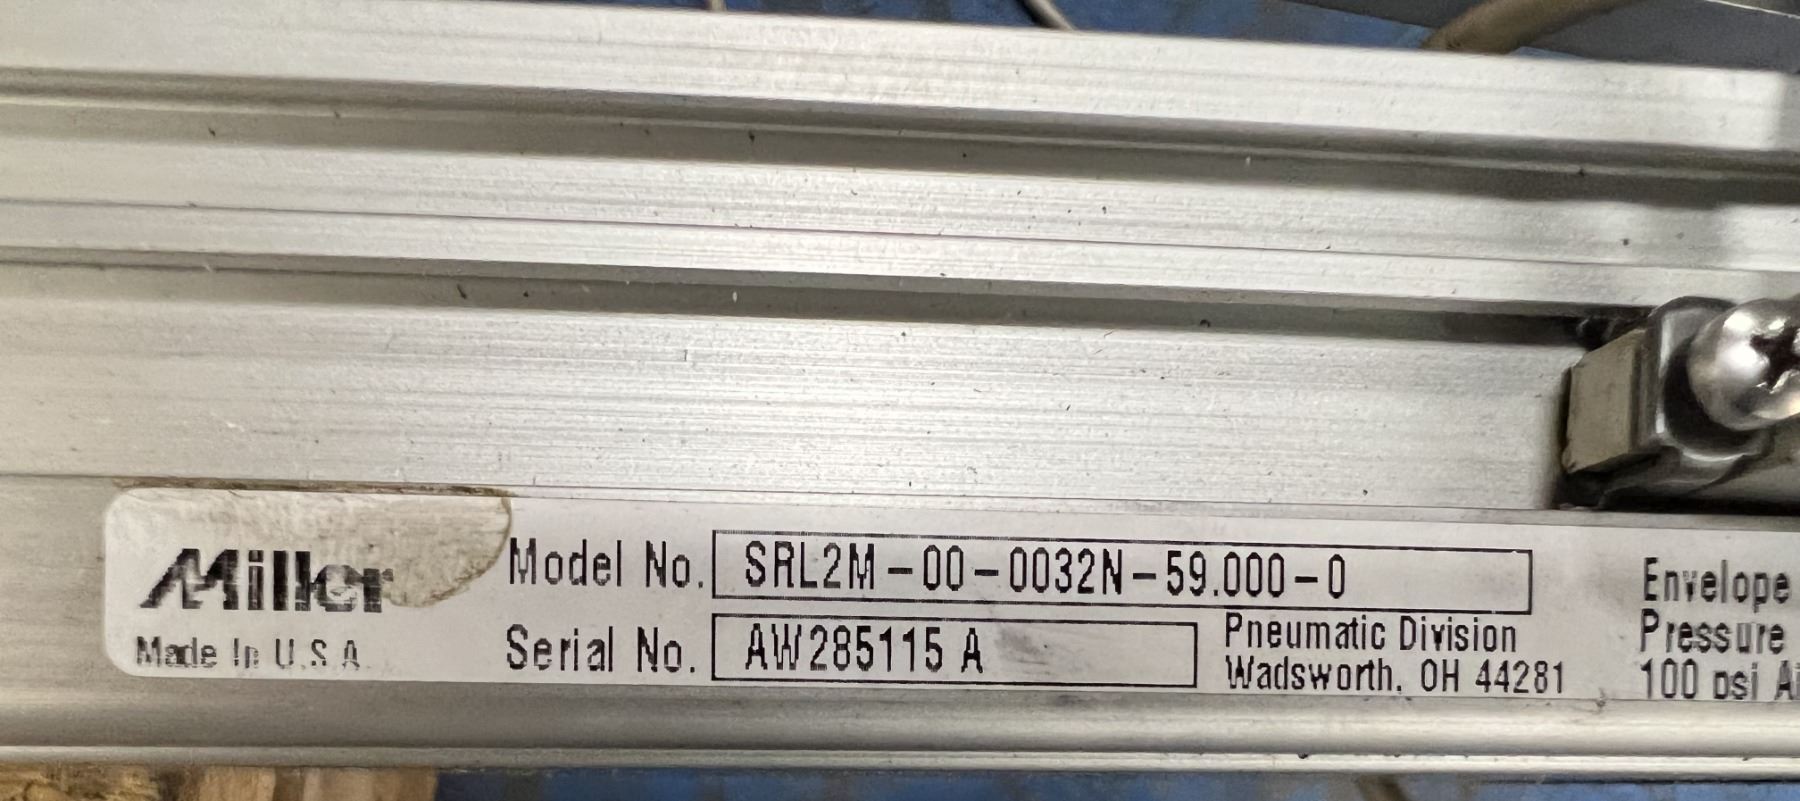 Miller
Made In U.S.A.
Model No. SRL2M-00-0032N-59.000-0
Serial No. AW285115 A
Pneumatic Division
Wadsworth, OH 44281
Envelope
Pressure
100 psi